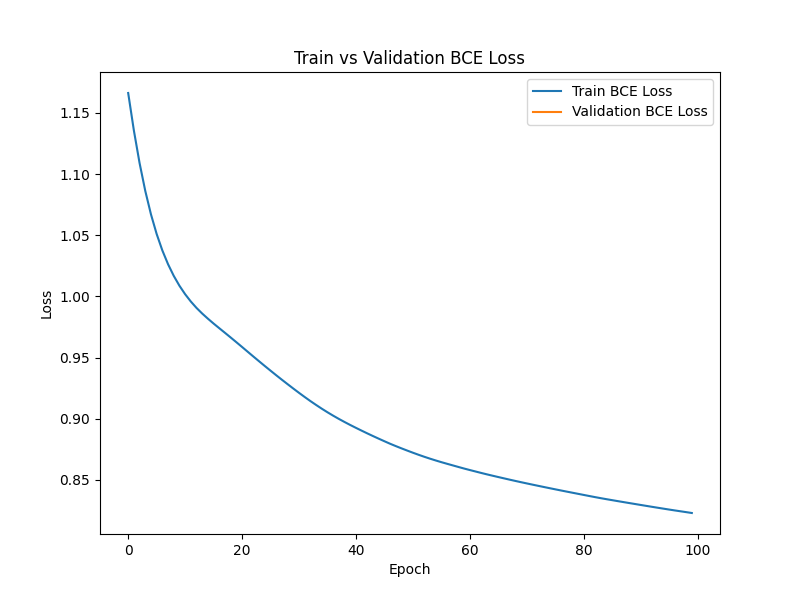 Train vs Validation BCE Loss
Train BCE Loss
Validation BCE Loss
1.15
1.10
1.05
1.00
0.95
0.90
0.85
Loss
0 20 40 60 80 100
Epoch